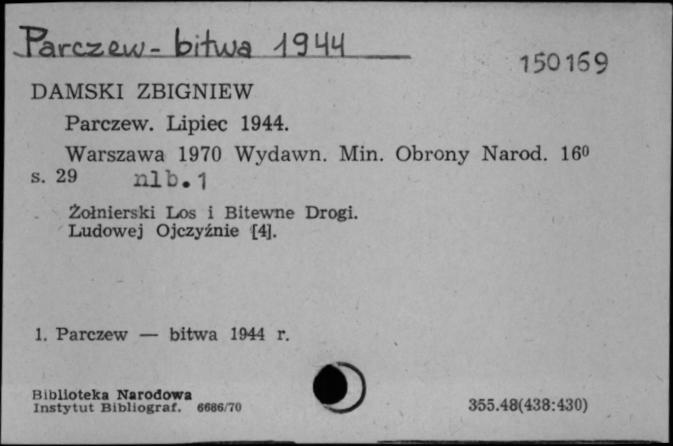 Parczew - bitwa 1944
150169
DAMSKI ZBIGNIEW
Parczew. Lipiec 1944.
Warszawa 1970 Wydawn. Min. Obrony Narod. 16⁰
s. 29 nlb. 1
Żołnierski Los i Bitewne Drogi.
Ludowej Ojczyźnie [4].
1. Parczew — bitwa 1944 r.
Biblioteka Narodowa
Instytut Bibliograf. 6686/70
355.48(438:430)